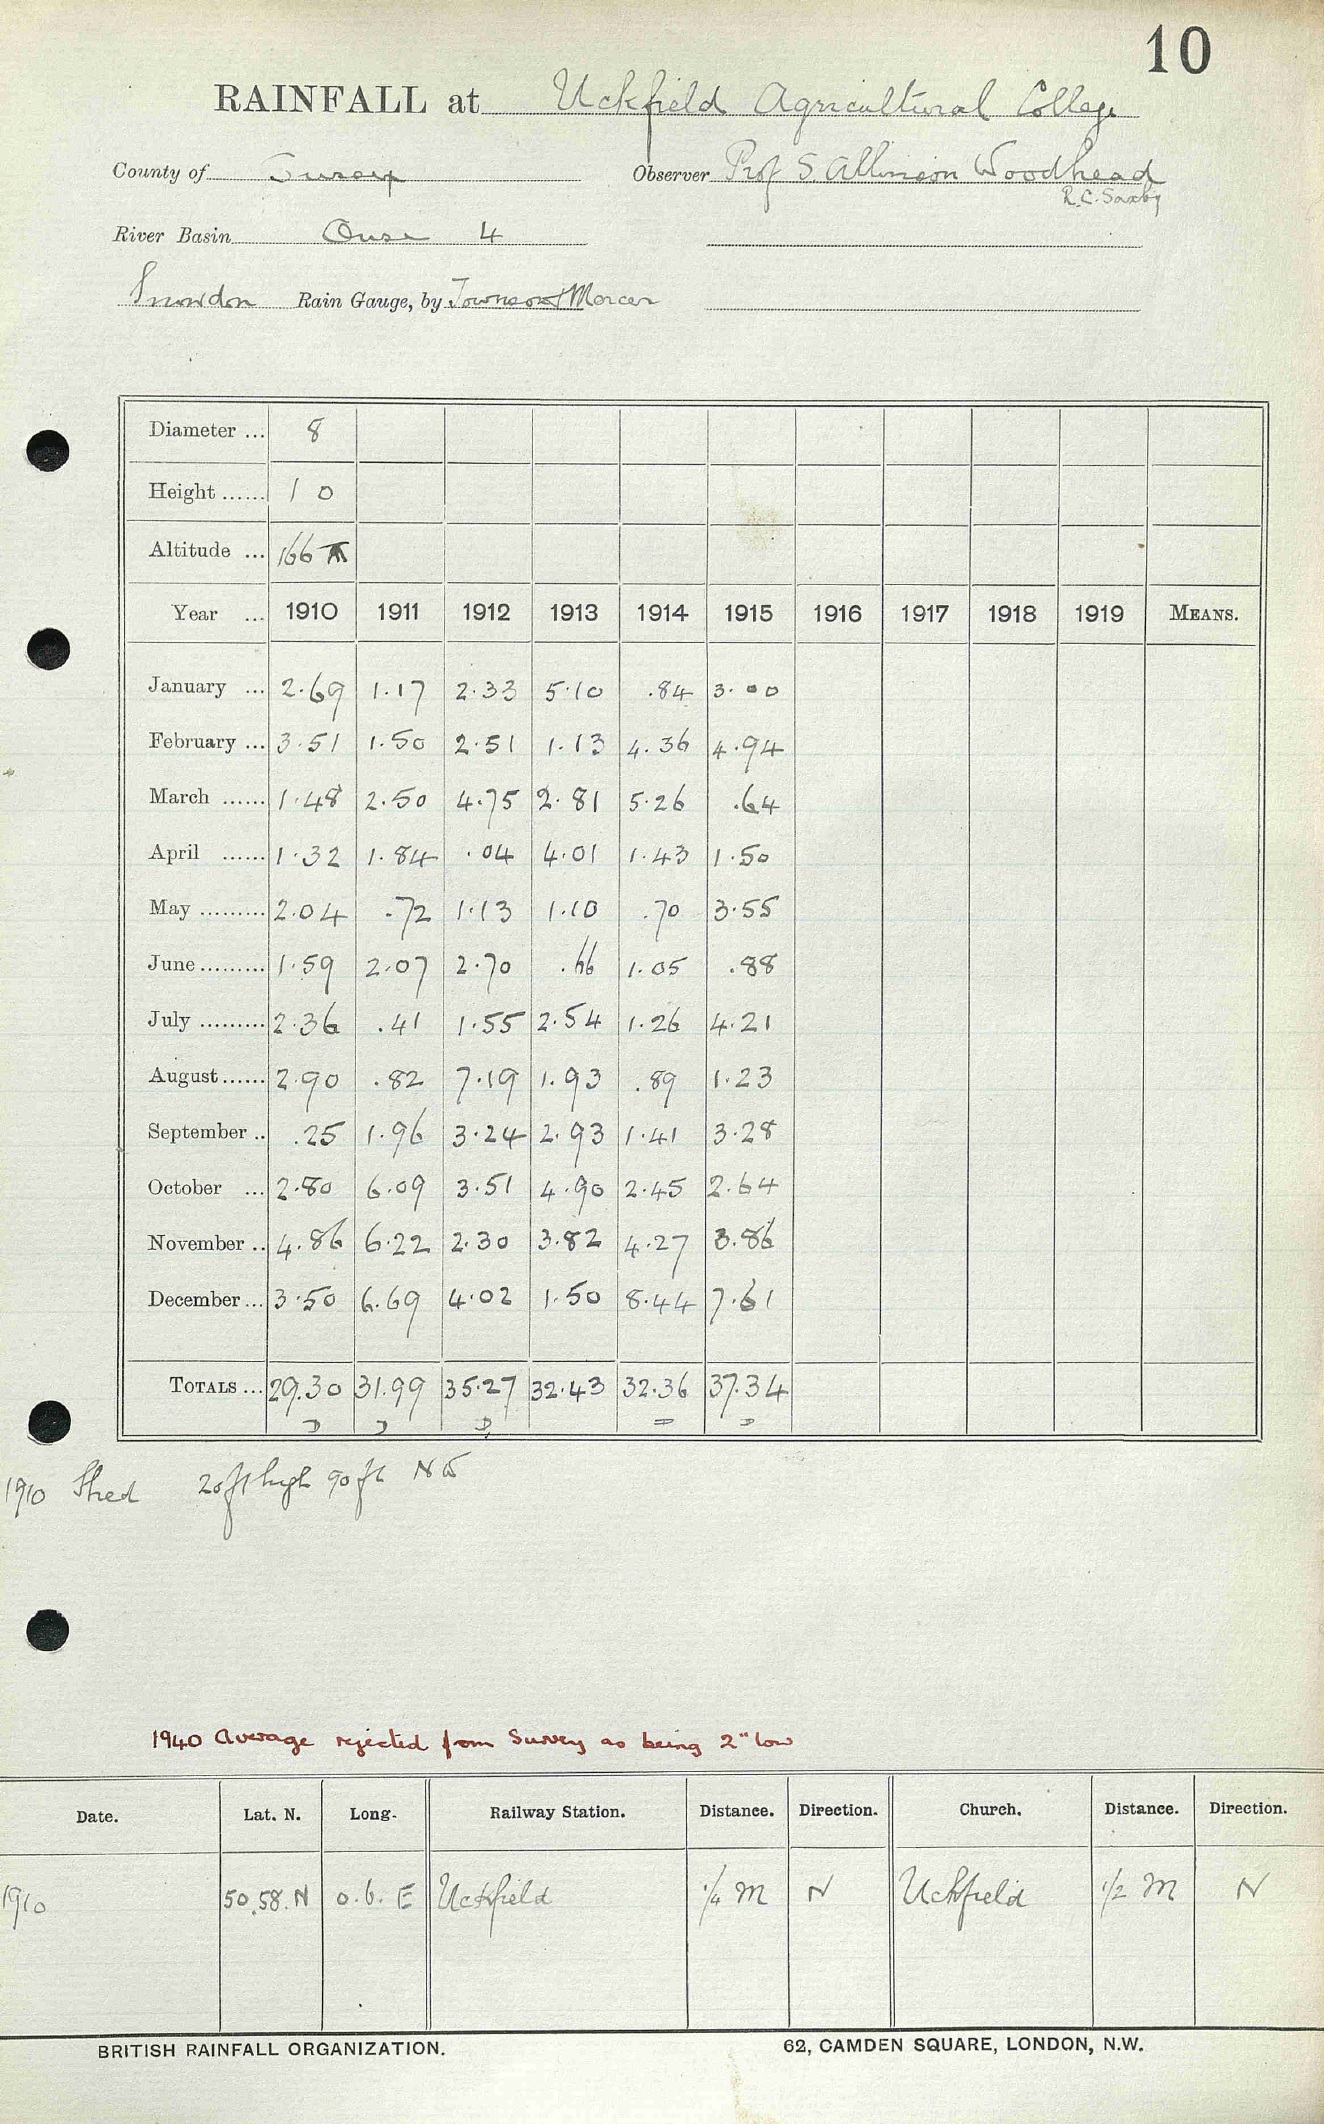 10
RAINFALL at Uckfield Agricultural College
County of Sussex Observer Prof S. Allinson Woodhead
R.C. Saxby
River Basin Ouse 4
Snowdon Rain Gauge, by Townson & Mercer
Diameter ... 8
Height ...... 1 0
Altitude ... 166
Year ... 1910 1911 1912 1913 1914 1915 1916 1917 1918 1919 MEANS.
January ... 2.69 1.17 2.33 5.10 .84 3.00
February ... 3.51 1.50 2.51 1.13 4.36 4.94
March ...... 1.48 2.50 4.75 2.81 5.26 .64
April ...... 1.32 1.84 .04 4.01 1.43 1.50
May ......... 2.04 .72 1.13 1.10 .70 3.55
June ......... 1.59 2.07 2.70 .66 1.05 .88
July ......... 2.36 .41 1.55 2.54 1.26 4.21
August ...... 2.90 .82 7.19 1.93 .89 1.23
September .. .25 1.96 3.24 2.93 1.41 3.28
October ... 2.80 6.09 3.51 4.90 2.45 2.64
November .. 4.86 6.22 2.30 3.82 4.27 3.86
December ... 3.50 6.69 4.02 1.50 8.44 7.61
TOTALS ... 29.30 31.99 35.27 32.43 32.36 37.34
1910 Shed 20 ft high 90 ft
1940 Average rejected from Survey as being 2" low
Date. Lat. N. Long. Railway Station. Distance. Direction. Church. Distance. Direction.
1910 50.58.N 0.6. E Uckfield 1/4 M N Uckfield 1/2 M N
BRITISH RAINFALL ORGANIZATION. 62, CAMDEN SQUARE, LONDON, N.W.